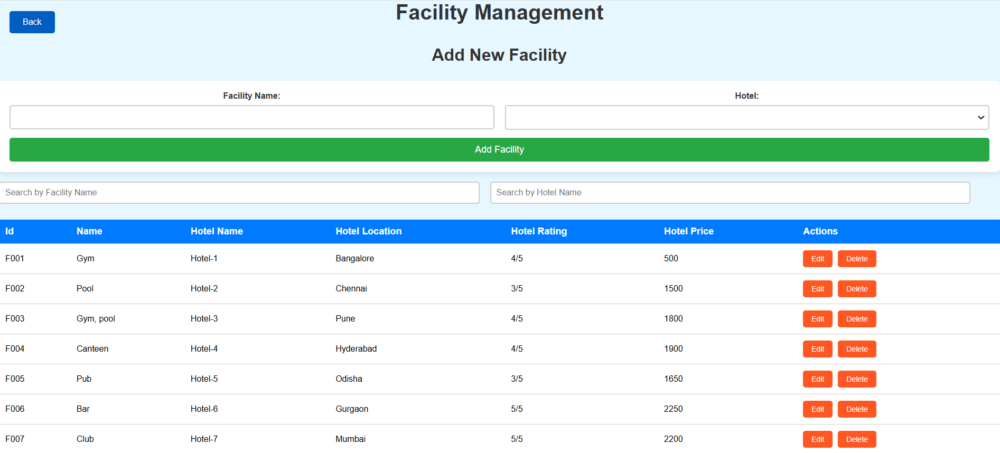 Back
Facility Management
Add New Facility
Facility Name: Hotel:
Add Facility
Search by Facility Name Search by Hotel Name
Id Name Hotel Name Hotel Location Hotel Rating Hotel Price Actions
F001 Gym Hotel-1 Bangalore 4/5 500 Edit Delete
F002 Pool Hotel-2 Chennai 3/5 1500 Edit Delete
F003 Gym, pool Hotel-3 Pune 4/5 1800 Edit Delete
F004 Canteen Hotel-4 Hyderabad 4/5 1900 Edit Delete
F005 Pub Hotel-5 Odisha 3/5 1650 Edit Delete
F006 Bar Hotel-6 Gurgaon 5/5 2250 Edit Delete
F007 Club Hotel-7 Mumbai 5/5 2200 Edit Delete